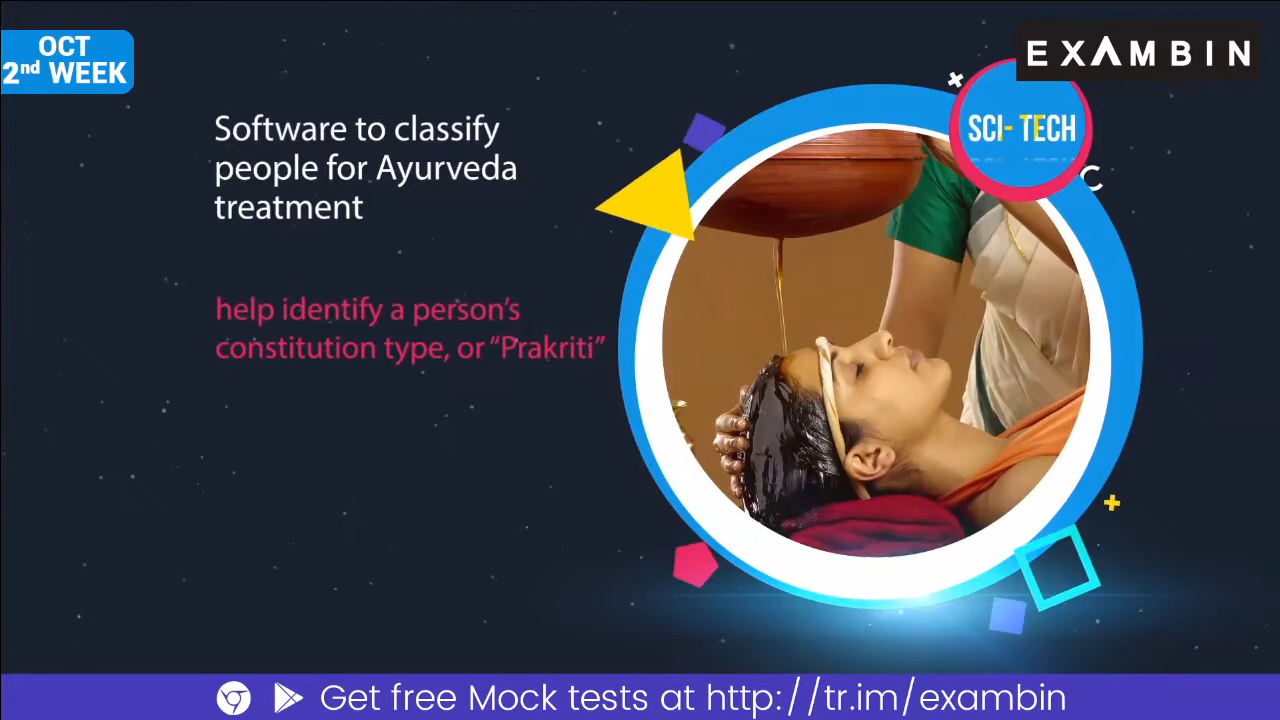 OCT
2nd WEEK
EXAMBIN
SCI- TECH
Software to classify
people for Ayurveda
treatment
help identify a person's
constitution type, or “Prakriti”
Get free Mock tests at http://tr.im/exambin